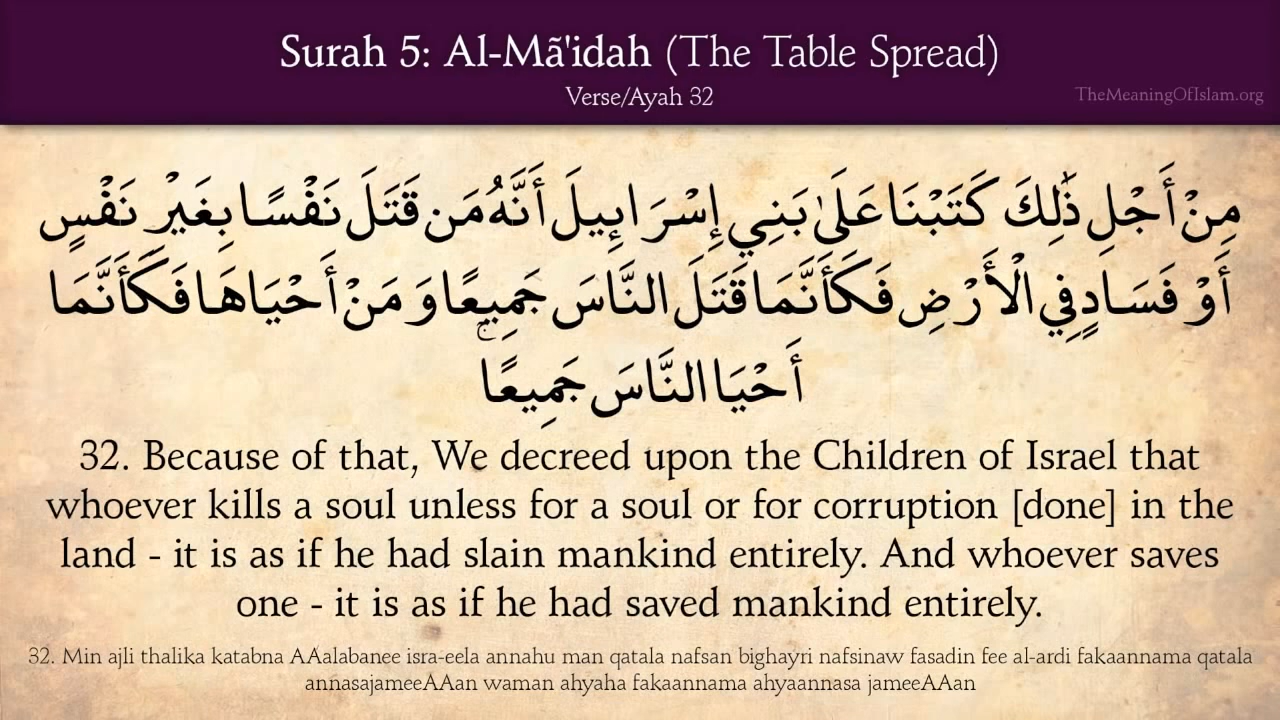 Surah 5: Al-Mã'idah (The Table Spread)
Verse/Ayah 32
TheMeaningOfIslam.org
مِنْ أَجْلِ ذَٰلِكَ كَتَبْنَا عَلَىٰ بَنِي إِسْرَائِيلَ أَنَّهُ مَن قَتَلَ نَفْسًا بِغَيْرِ نَفْسٍ
أَوْ فَسَادٍ فِي الْأَرْضِ فَكَأَنَّمَا قَتَلَ النَّاسَ جَمِيعًا وَمَنْ أَحْيَاهَا فَكَأَنَّمَا
أَحْيَا النَّاسَ جَمِيعًا ۚ
32. Because of that, We decreed upon the Children of Israel that
whoever kills a soul unless for a soul or for corruption [done] in the
land - it is as if he had slain mankind entirely. And whoever saves
one - it is as if he had saved mankind entirely.
32. Min ajli thalika katabna AAalabanee isra-eela annahu man qatala nafsan bighayri nafsinaw fasadin fee al-ardi fakaannama qatala
annasajameeAAan waman ahyaha fakaannama ahyaannasa jameeAAan